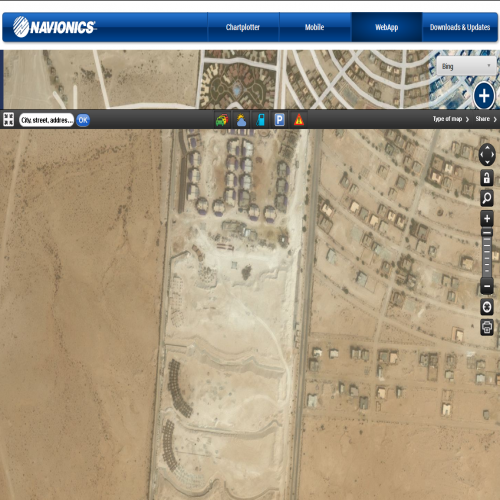 NAVIONICS
Chartplotter
Mobile
WebApp
Downloads & Updates
Bing
City, street, addres... OK
P
Type of map
Share